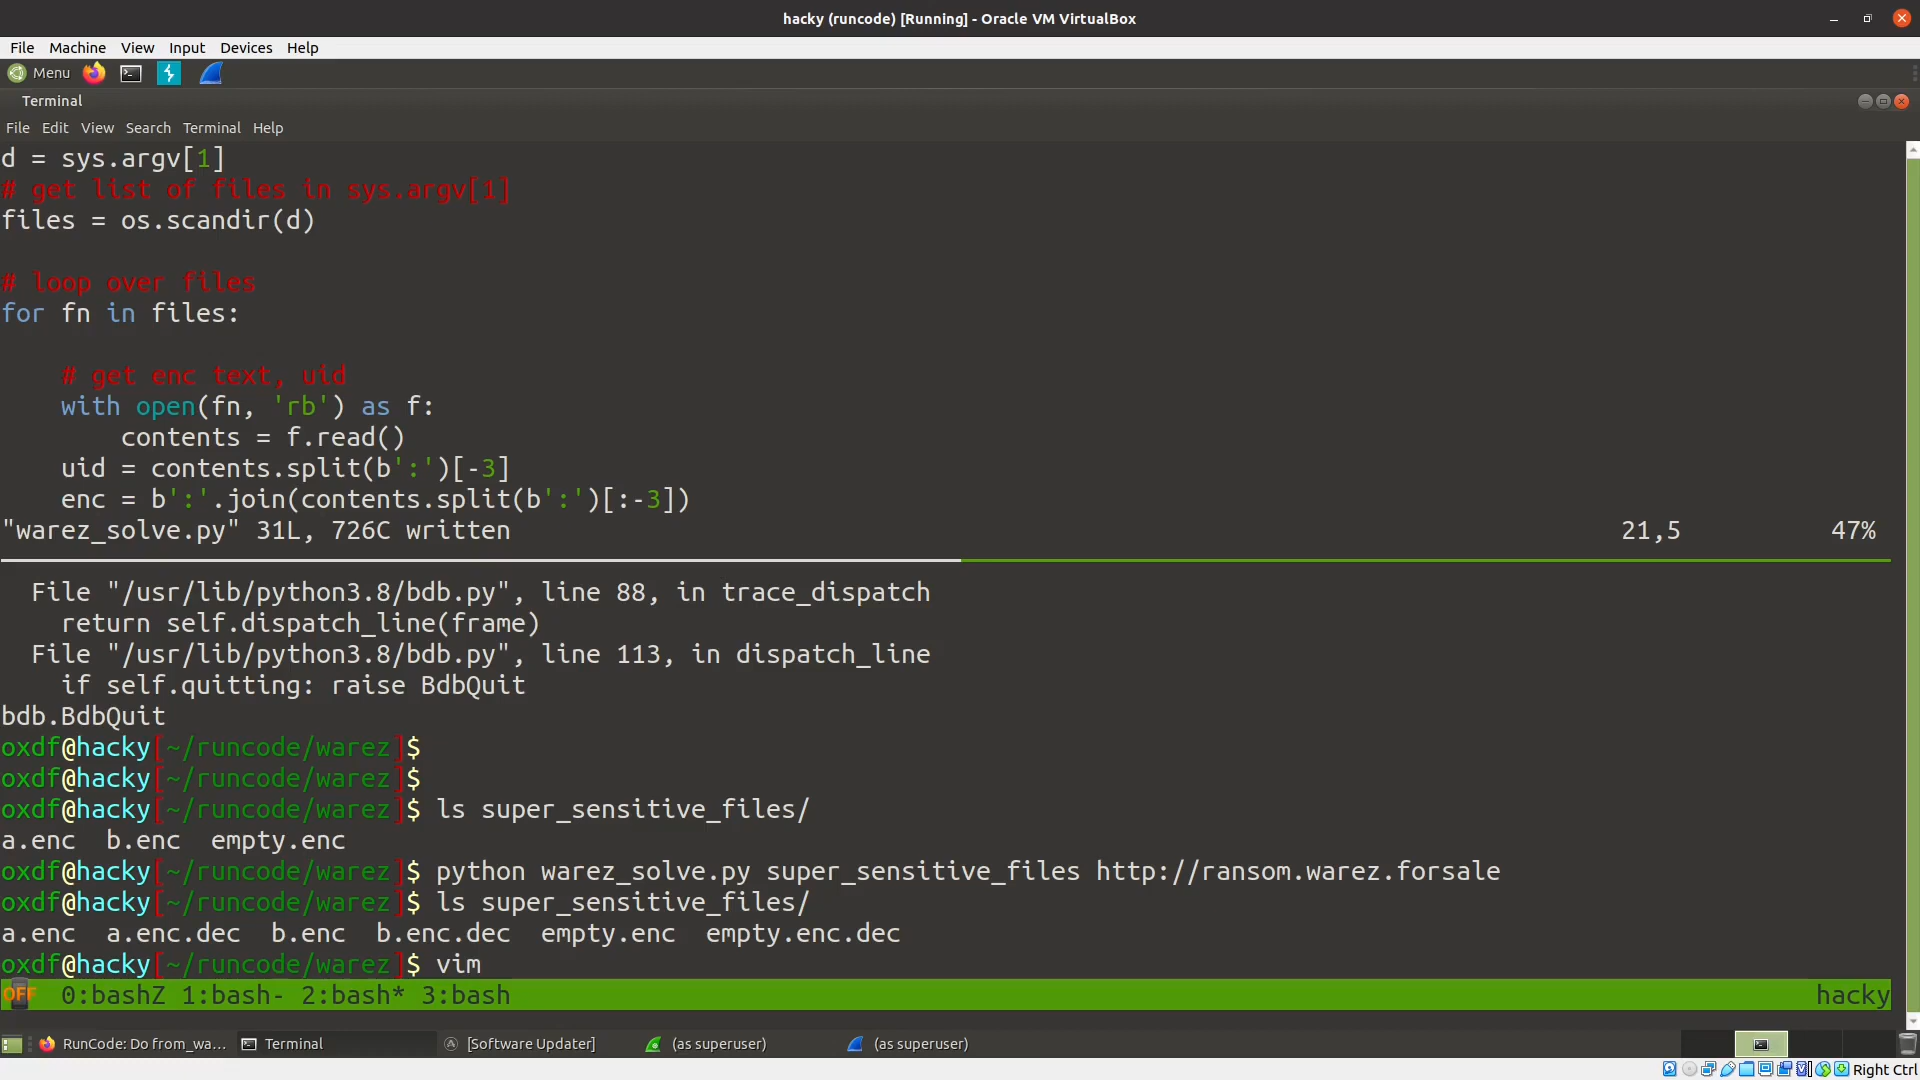 hacky (runcode) [Running] - Oracle VM VirtualBox
File Machine View Input Devices Help
Menu
Terminal
File Edit View Search Terminal Help
d = sys.argv[1]
# get list of files in sys.argv[1]
files = os.scandir(d)
# loop over files
for fn in files:
    # get enc text, uid
    with open(fn, 'rb') as f:
        contents = f.read()
    uid = contents.split(b':')[-3]
    enc = b':'.join(contents.split(b':')[:-3])
"warez_solve.py" 31L, 726C written 21,5 47%
  File "/usr/lib/python3.8/bdb.py", line 88, in trace_dispatch
    return self.dispatch_line(frame)
  File "/usr/lib/python3.8/bdb.py", line 113, in dispatch_line
    if self.quitting: raise BdbQuit
bdb.BdbQuit
oxdf@hacky[~/runcode/warez]$
oxdf@hacky[~/runcode/warez]$
oxdf@hacky[~/runcode/warez]$ ls super_sensitive_files/
a.enc  b.enc  empty.enc
oxdf@hacky[~/runcode/warez]$ python warez_solve.py super_sensitive_files http://ransom.warez.forsale
oxdf@hacky[~/runcode/warez]$ ls super_sensitive_files/
a.enc  a.enc.dec  b.enc  b.enc.dec  empty.enc  empty.enc.dec
oxdf@hacky[~/runcode/warez]$ vim
OFF 0:bashZ 1:bash- 2:bash* 3:bash hacky
RunCode: Do from_wa... Terminal [Software Updater] (as superuser) (as superuser)
Right Ctrl